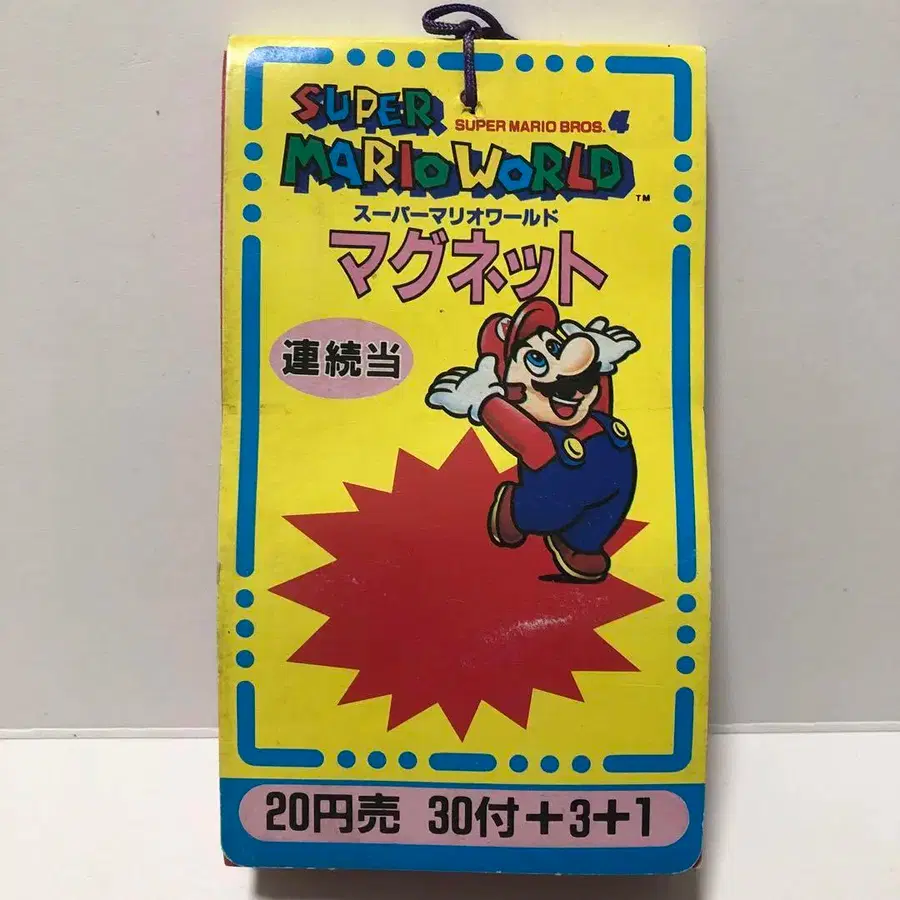 SUPER
SUPER MARIO BROS. 4
MARIO WORLD
™
スーパーマリオワールド
マグネット
連続当
20円売 30付+3+1